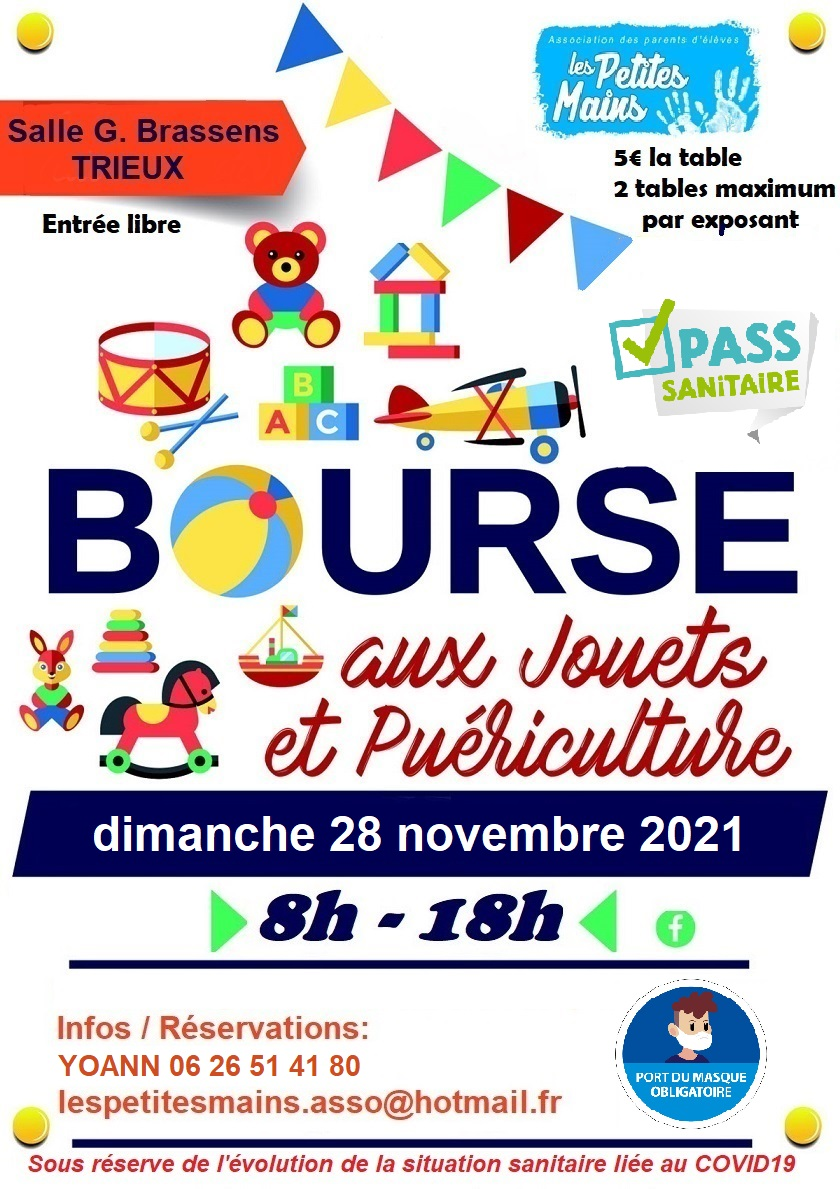 Association des parents d'élèves
les Petites
Mains
Salle G. Brassens
TRIEUX
Entrée libre
5€ la table
2 tables maximum
par exposant
PASS
SANiTAIRE
B
A C
BOURSE
aux Jouets
et Puériculture
dimanche 28 novembre 2021
8h - 18h
f
Infos / Réservations:
YOANN 06 26 51 41 80
lespetitesmains.asso@hotmail.fr
PORT DU MASQUE
OBLIGATOIRE
Sous réserve de l'évolution de la situation sanitaire liée au COVID19